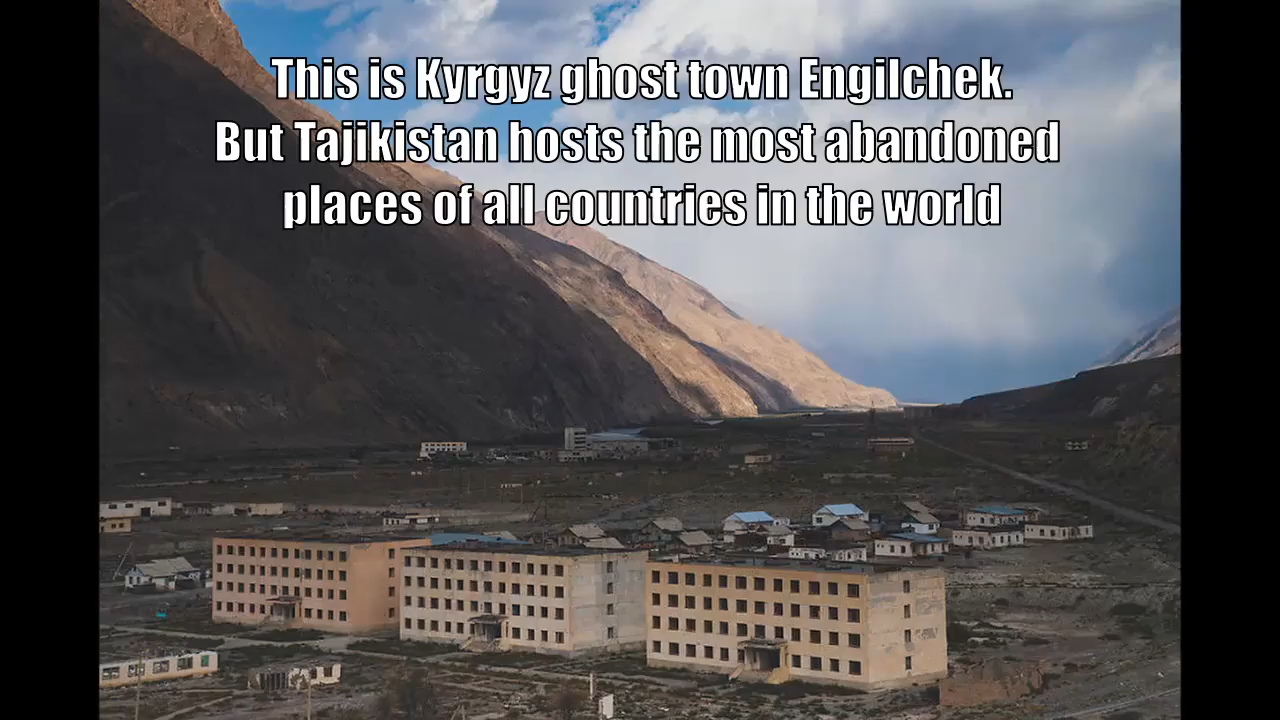 This is Kyrgyz ghost town Engilchek.
But Tajikistan hosts the most abandoned
places of all countries in the world